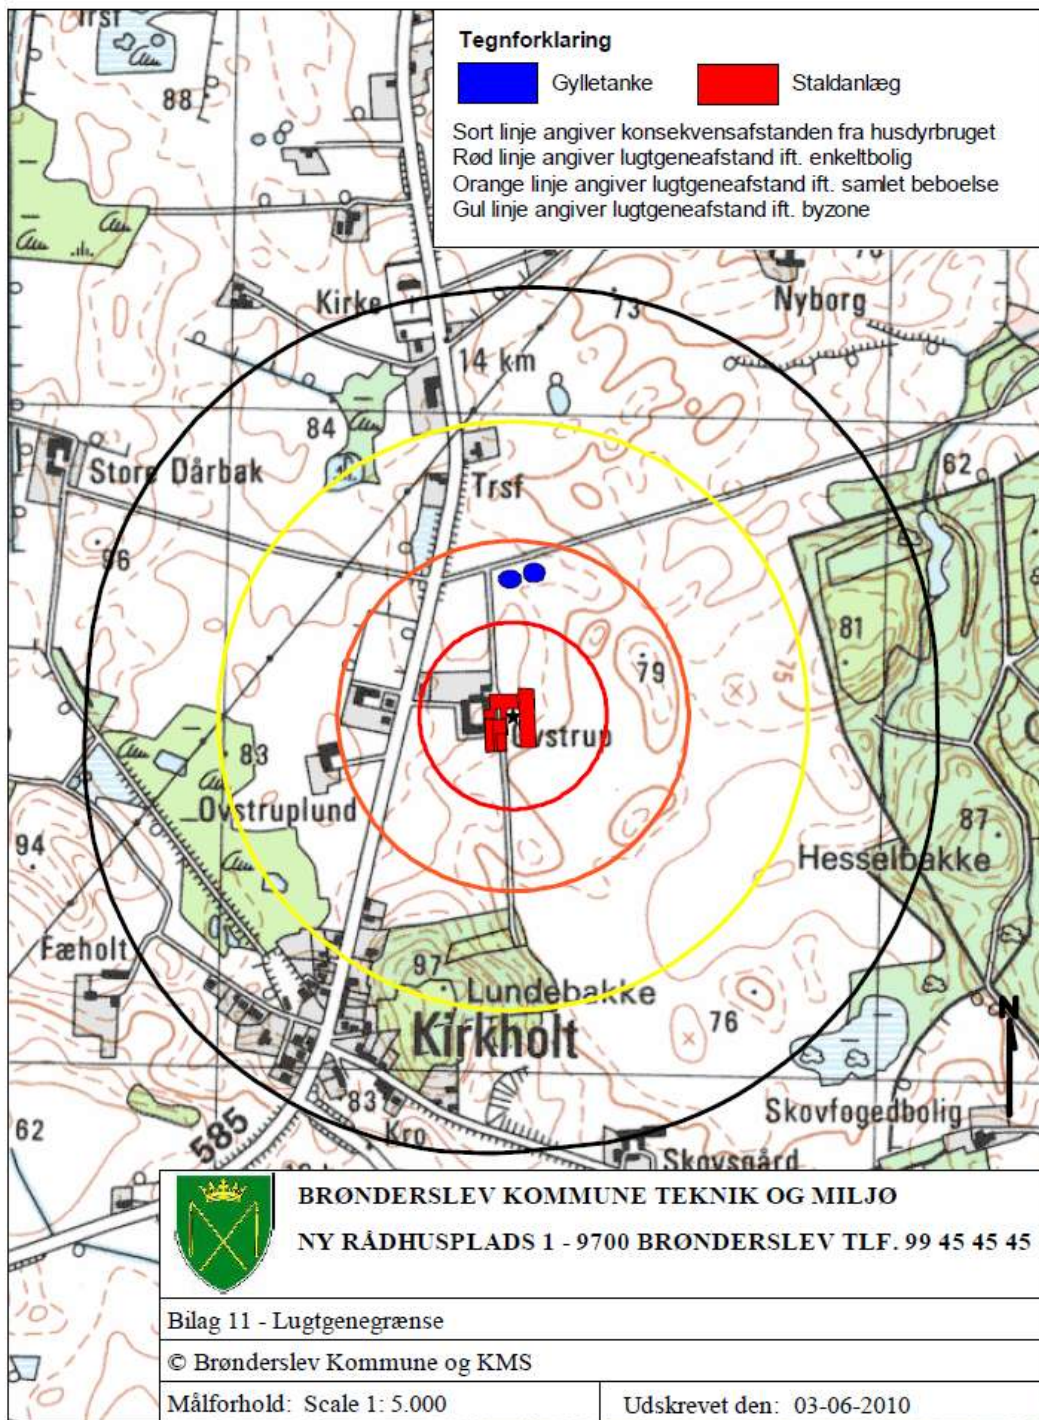 Trsf
88
Tegnforklaring
Gylletanke
Staldanlæg
Sort linje angiver konsekvensafstanden fra husdyrbruget
Rød linje angiver lugtgeneafstand ift. enkeltbolig
Orange linje angiver lugtgeneafstand ift. samlet beboelse
Gul linje angiver lugtgeneafstand ift. byzone
Kirke
73
Nyborg
14 km
84
Store Dårbak
Trsf
62
96
81
79
75
Ovstrup
83
Ovstruplund
94
87
Hesselbakke
Fæholt
97
Lundebakke
76
Kirkholt
N
83
Skovfogedbolig
62
585
Kro
Skovsgård
BRØNDERSLEV KOMMUNE TEKNIK OG MILJØ
NY RÅDHUSPLADS 1 - 9700 BRØNDERSLEV TLF. 99 45 45 45
Bilag 11 - Lugtgenegrænse
© Brønderslev Kommune og KMS
Målforhold: Scale 1: 5.000
Udskrevet den: 03-06-2010